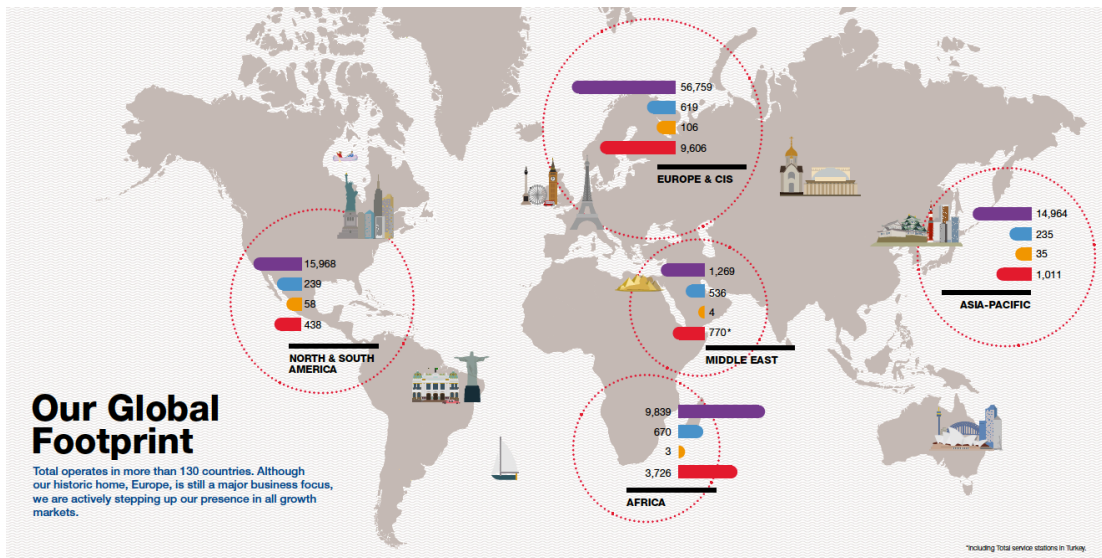 56,759
619
106
9,606
EUROPE & CIS
14,964
235
35
1,011
ASIA-PACIFIC
15,968
239
58
438
NORTH & SOUTH
AMERICA
1,269
536
4
770*
MIDDLE EAST
9,839
670
3
3,726
AFRICA
Our Global
Footprint
Total operates in more than 130 countries. Although
our historic home, Europe, is still a major business focus,
we are actively stepping up our presence in all growth
markets.
*Including Total service stations in Turkey.